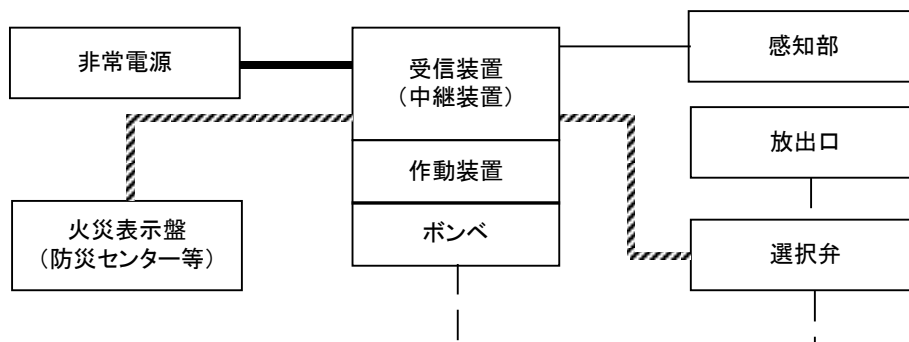 非常電源
受信装置
（中継装置）
感知部
放出口
作動装置
火災表示盤
（防災センター等）
ボンベ
選択弁